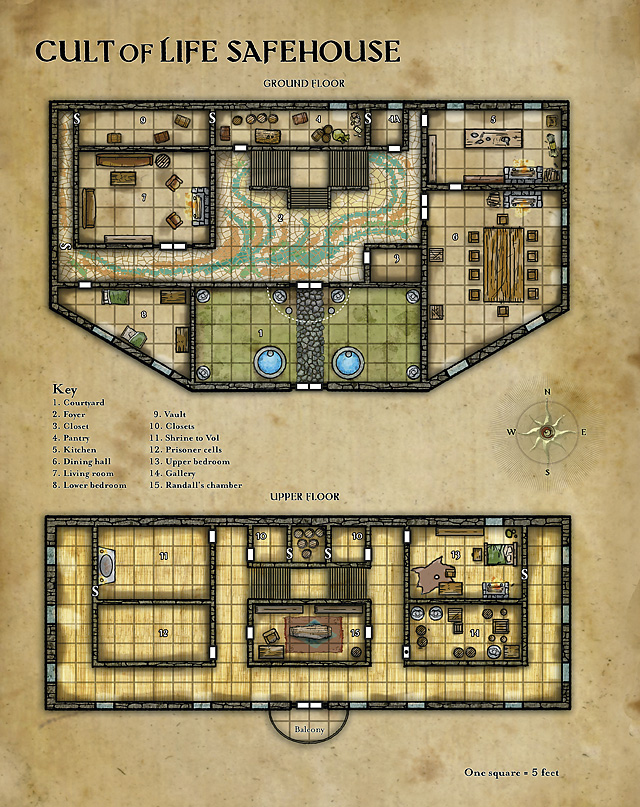 CULT OF LIFE SAFEHOUSE
GROUND FLOOR
S
S
S
9
4
4A
5
7
2
6
S
3
8
1
Key
1. Courtyard
2. Foyer
3. Closet
4. Pantry
5. Kitchen
6. Dining hall
7. Living room
8. Lower bedroom
9. Vault
10. Closets
11. Shrine to Vol
12. Prisoner cells
13. Upper bedroom
14. Gallery
15. Randall's chamber
N
W
E
S
UPPER FLOOR
10
10
11
S
S
13
S
S
12
15
14
Balcony
One square = 5 feet